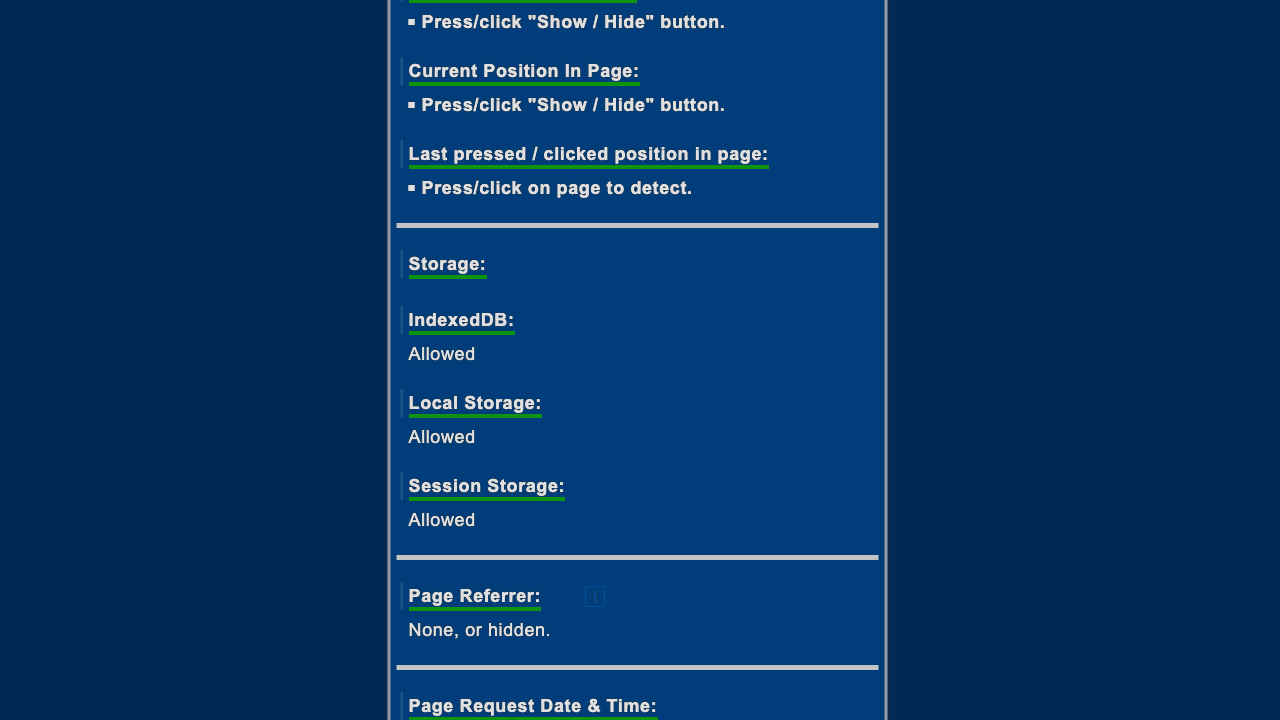 ▪ Press/click "Show / Hide" button.
Current Position In Page:
▪ Press/click "Show / Hide" button.
Last pressed / clicked position in page:
▪ Press/click on page to detect.
Storage:
IndexedDB:
Allowed
Local Storage:
Allowed
Session Storage:
Allowed
Page Referrer: i
None, or hidden.
Page Request Date & Time: